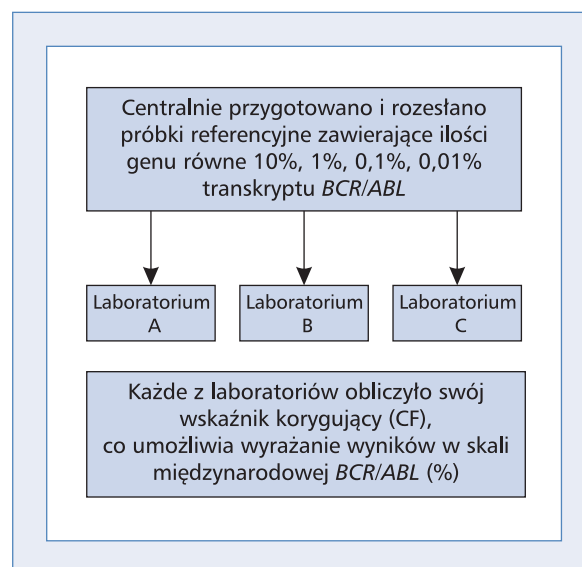 Centralnie przygotowano i rozesłano
próbki referencyjne zawierające ilości
genu równe 10%, 1%, 0,1%, 0,01%
transkryptu BCR/ABL
Laboratorium
A
Laboratorium
B
Laboratorium
C
Każde z laboratoriów obliczyło swój
wskaźnik korygujący (CF),
co umożliwia wyrażanie wyników w skali
międzynarodowej BCR/ABL (%)